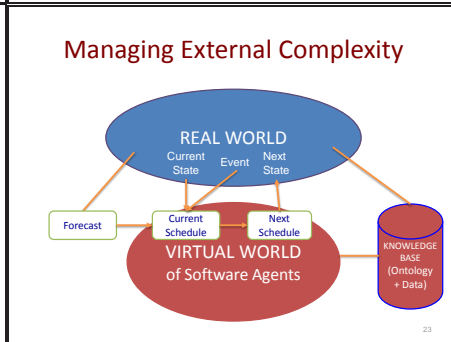 Managing External Complexity
REAL WORLD
Current State
Event
Next State
Forecast
Current Schedule
Next Schedule
VIRTUAL WORLD
of Software Agents
KNOWLEDGE
BASE
(Ontology
+ Data)
23